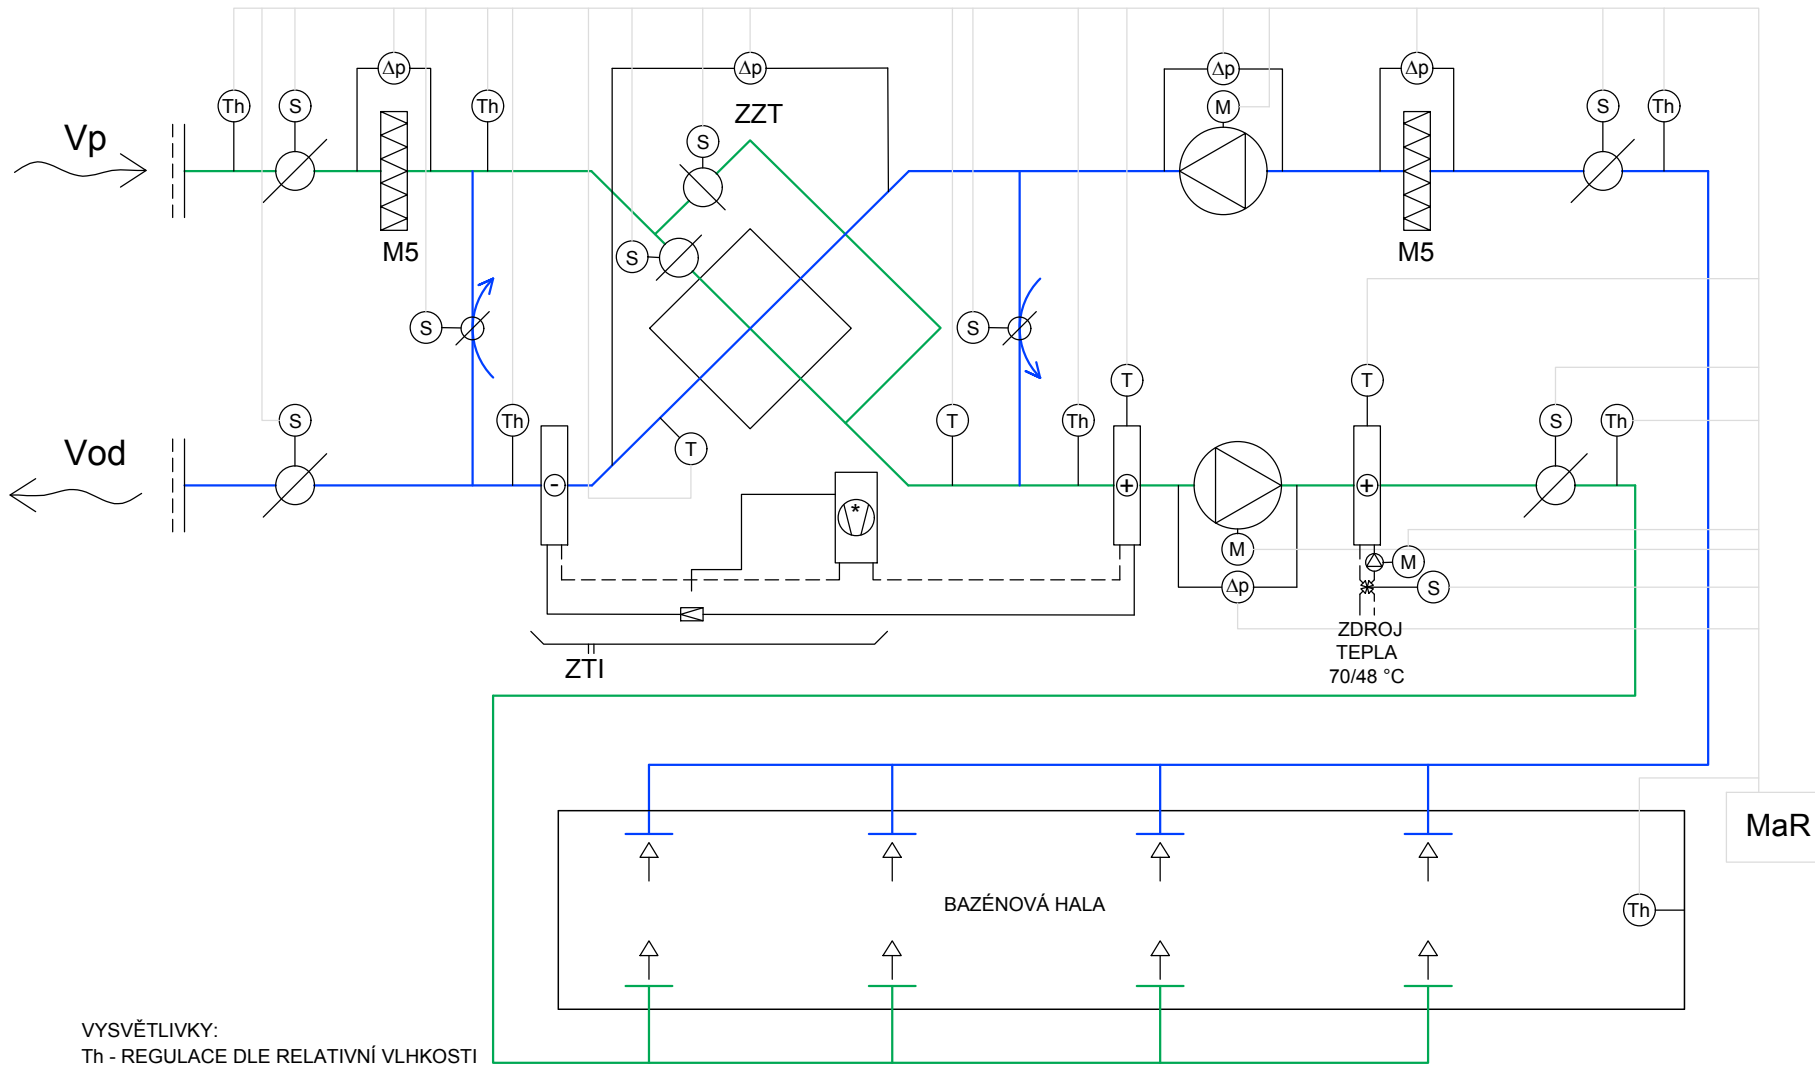 Δp Δp Δp Δp
Th S Th M S Th
ZZT
Vp
S
M5 M5
S
S S
T T
S Th T Th S Th
Vod
T
- + +
*
M M
Δp S
ZDROJ
TEPLA
70/48 °C
ZTI
MaR
BAZÉNOVÁ HALA
Th
VYSVĚTLIVKY:
Th - REGULACE DLE RELATIVNÍ VLHKOSTI